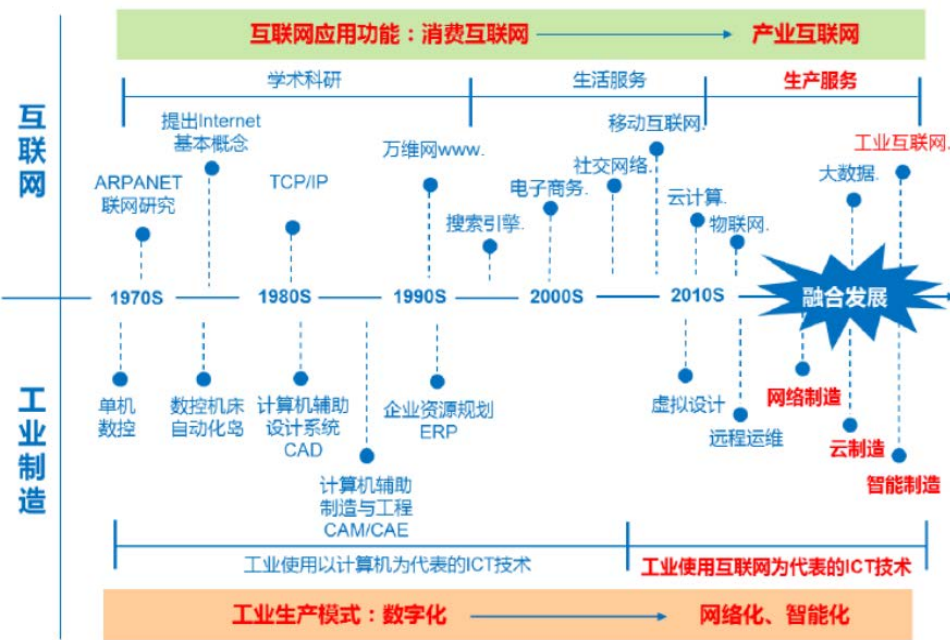 互联网应用功能：消费互联网
产业互联网
学术科研
生活服务
生产服务
互联网
提出Internet
基本概念
ARPANET
联网研究
TCP/IP
万维网www.
搜索引擎.
电子商务.
社交网络.
移动互联网.
云计算.
物联网.
大数据.
工业互联网.
1970S
1980S
1990S
2000S
2010S
融合发展
工业制造
单机
数控
数控机床
自动化岛
计算机辅助
设计系统
CAD
计算机辅助
制造与工程
CAM/CAE
企业资源规划
ERP
虚拟设计
远程运维
网络制造
云制造
智能制造
工业使用以计算机为代表的ICT技术
工业使用互联网为代表的ICT技术
工业生产模式：数字化
网络化、智能化